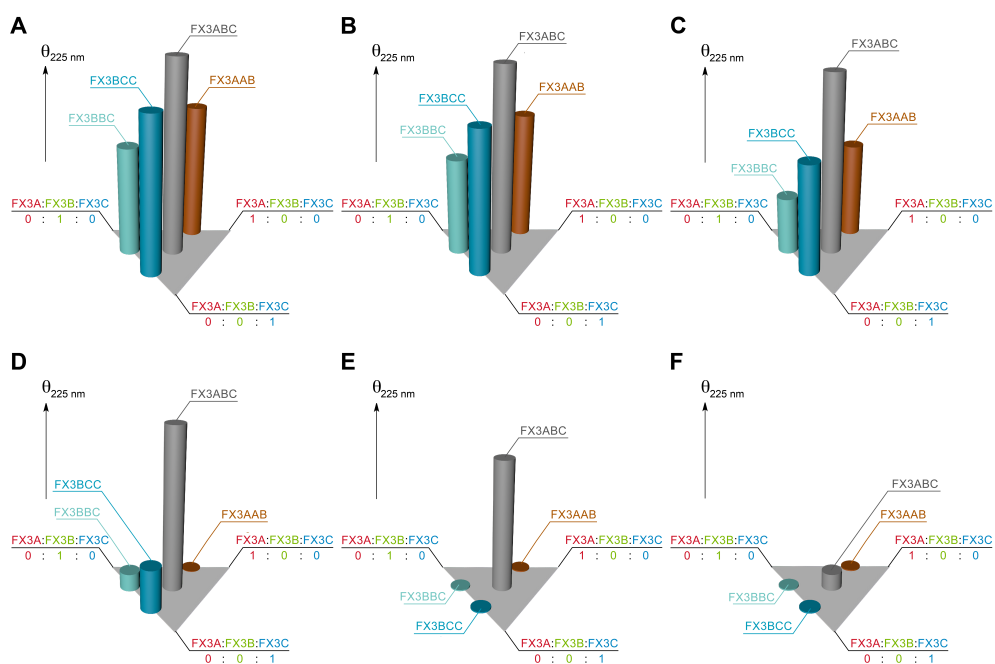 A
B
C
θ225 nm
FX3ABC
FX3BCC
FX3AAB
FX3BBC
FX3A:FX3B:FX3C
0 : 1 : 0
FX3A:FX3B:FX3C
1 : 0 : 0
FX3A:FX3B:FX3C
0 : 0 : 1
θ225 nm
FX3ABC
FX3BCC
FX3AAB
FX3BBC
FX3A:FX3B:FX3C
0 : 1 : 0
FX3A:FX3B:FX3C
1 : 0 : 0
FX3A:FX3B:FX3C
0 : 0 : 1
θ225 nm
FX3ABC
FX3AAB
FX3BCC
FX3BBC
FX3A:FX3B:FX3C
0 : 1 : 0
FX3A:FX3B:FX3C
1 : 0 : 0
FX3A:FX3B:FX3C
0 : 0 : 1
D
E
F
θ225 nm
FX3ABC
FX3BCC
FX3BBC
FX3AAB
FX3A:FX3B:FX3C
0 : 1 : 0
FX3A:FX3B:FX3C
1 : 0 : 0
FX3A:FX3B:FX3C
0 : 0 : 1
θ225 nm
FX3ABC
FX3AAB
FX3A:FX3B:FX3C
0 : 1 : 0
FX3A:FX3B:FX3C
1 : 0 : 0
FX3BBC
FX3BCC
FX3A:FX3B:FX3C
0 : 0 : 1
θ225 nm
FX3ABC
FX3AAB
FX3A:FX3B:FX3C
0 : 1 : 0
FX3A:FX3B:FX3C
1 : 0 : 0
FX3BBC
FX3BCC
FX3A:FX3B:FX3C
0 : 0 : 1